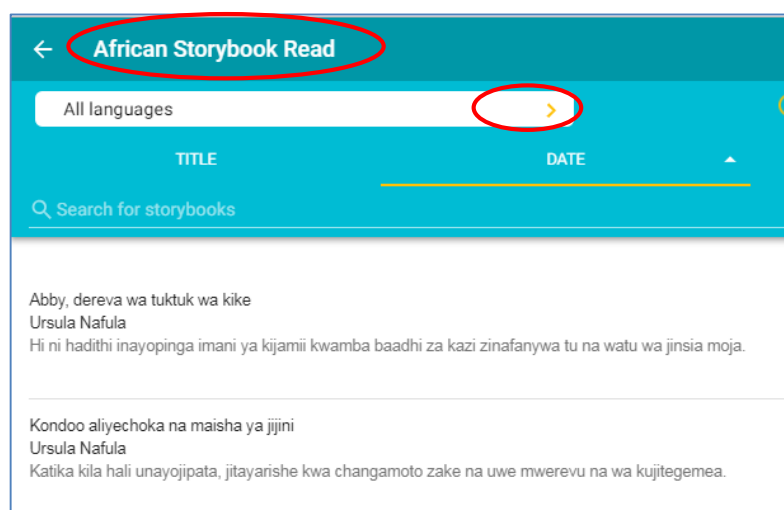 African Storybook Read
All languages
TITLE DATE
Search for storybooks
Abby, dereva wa tuktuk wa kike
Ursula Nafula
Hi ni hadithi inayopinga imani ya kijamii kwamba baadhi za kazi zinafanywa tu na watu wa jinsia moja.
Kondoo aliyechoka na maisha ya jijini
Ursula Nafula
Katika kila hali unayojipata, jitayarishe kwa changamoto zake na uwe mwerevu na wa kujitegemea.